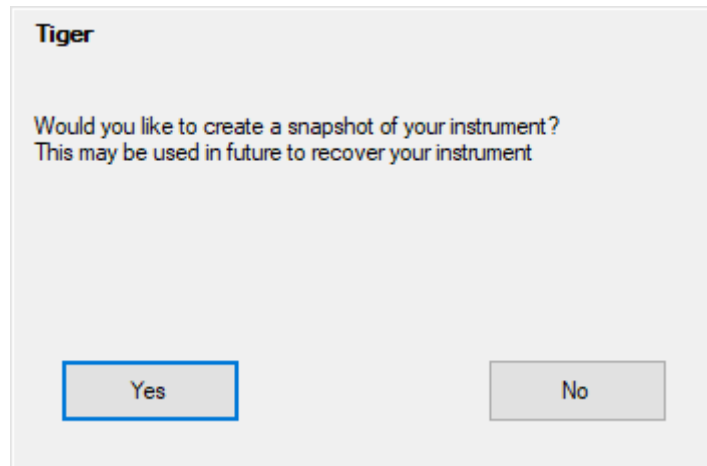 Tiger
Would you like to create a snapshot of your instrument?
This may be used in future to recover your instrument
Yes
No